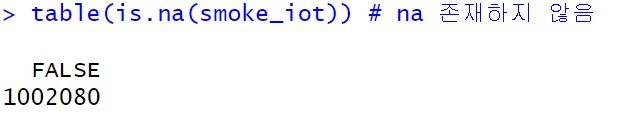 > table(is.na(smoke_iot)) # na 존재하지 않음
FALSE
1002080